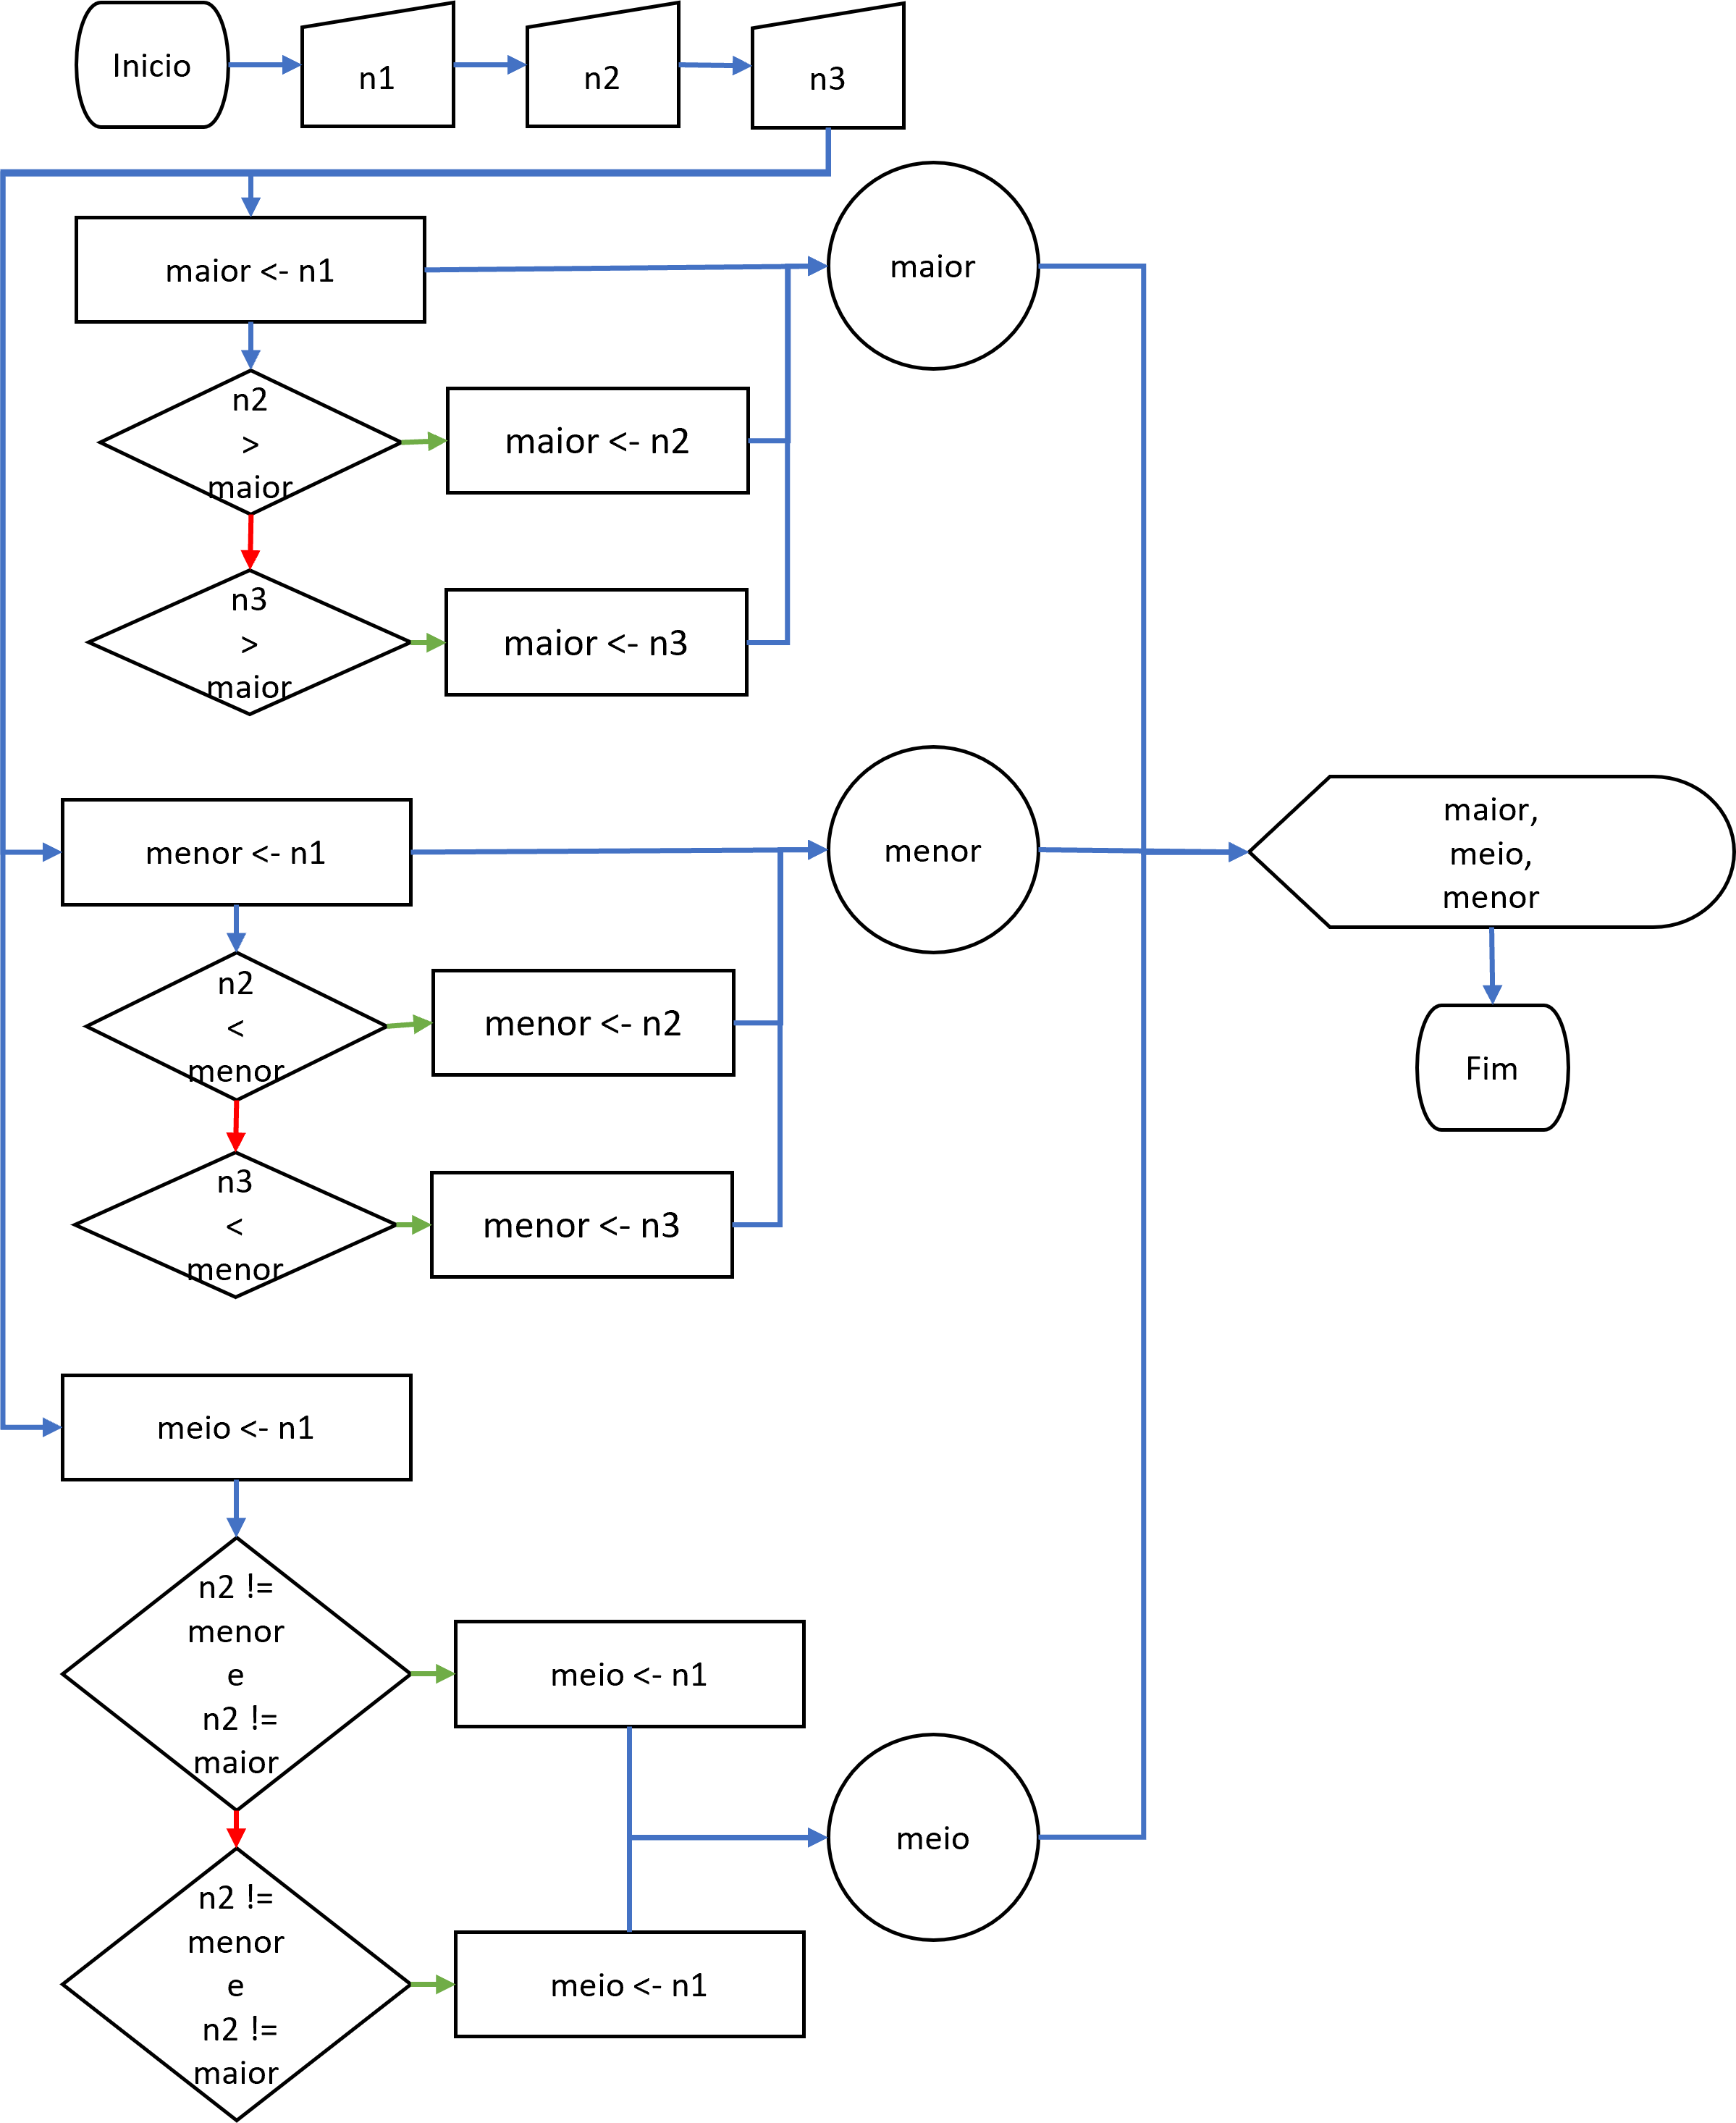 Inicio
n1
n2
n3
maior <- n1
maior
n2
>
maior
maior <- n2
n3
>
maior
maior <- n3
menor <- n1
menor
maior,
meio,
menor
n2
<
menor
menor <- n2
Fim
n3
<
menor
menor <- n3
meio <- n1
n2 !=
menor
e
n2 !=
maior
meio <- n1
meio
n2 !=
menor
e
n2 !=
maior
meio <- n1